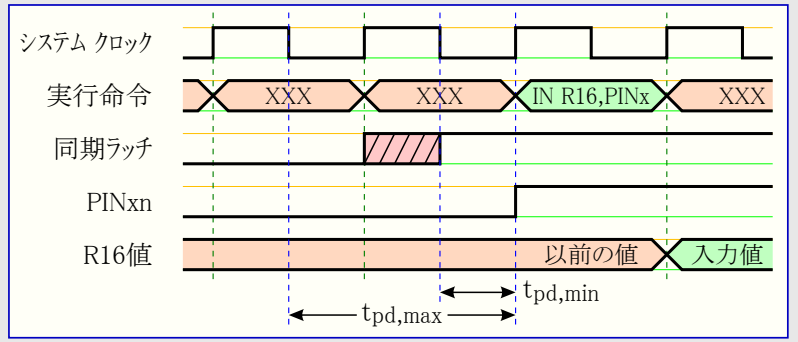 システム クロック
実行命令 XXX XXX IN R16,PINx XXX
同期ラッチ
PINxn
R16値 以前の値 入力値
tpd,min
tpd,max